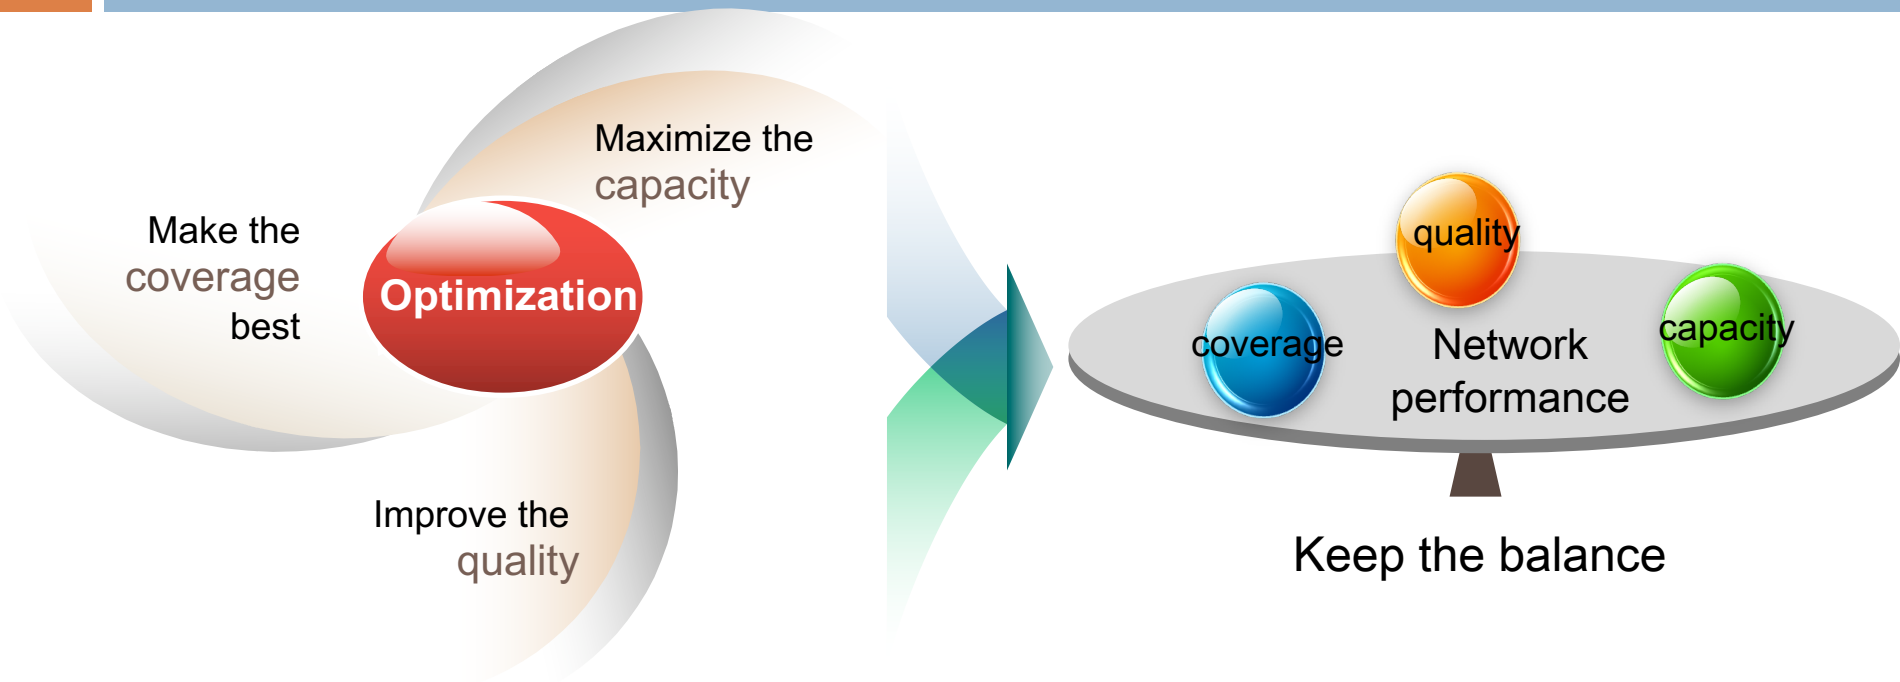 Maximize the
capacity
Make the
coverage
best
Optimization
Improve the
quality
quality
coverage
capacity
Network
performance
Keep the balance